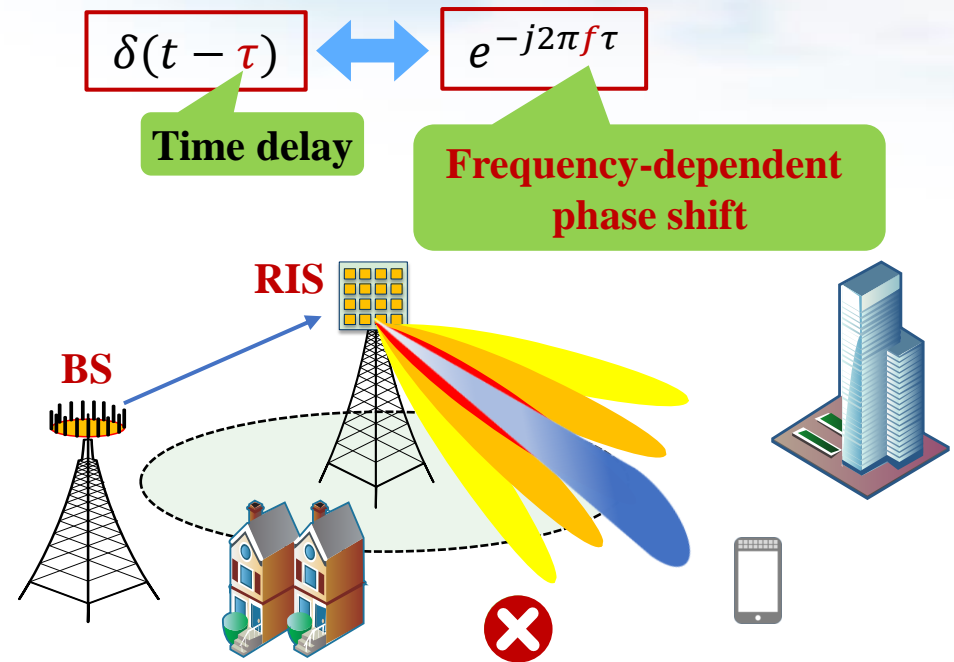 δ(t − τ) e^{−j2πfτ}
Time delay
Frequency-dependent
phase shift
RIS
BS